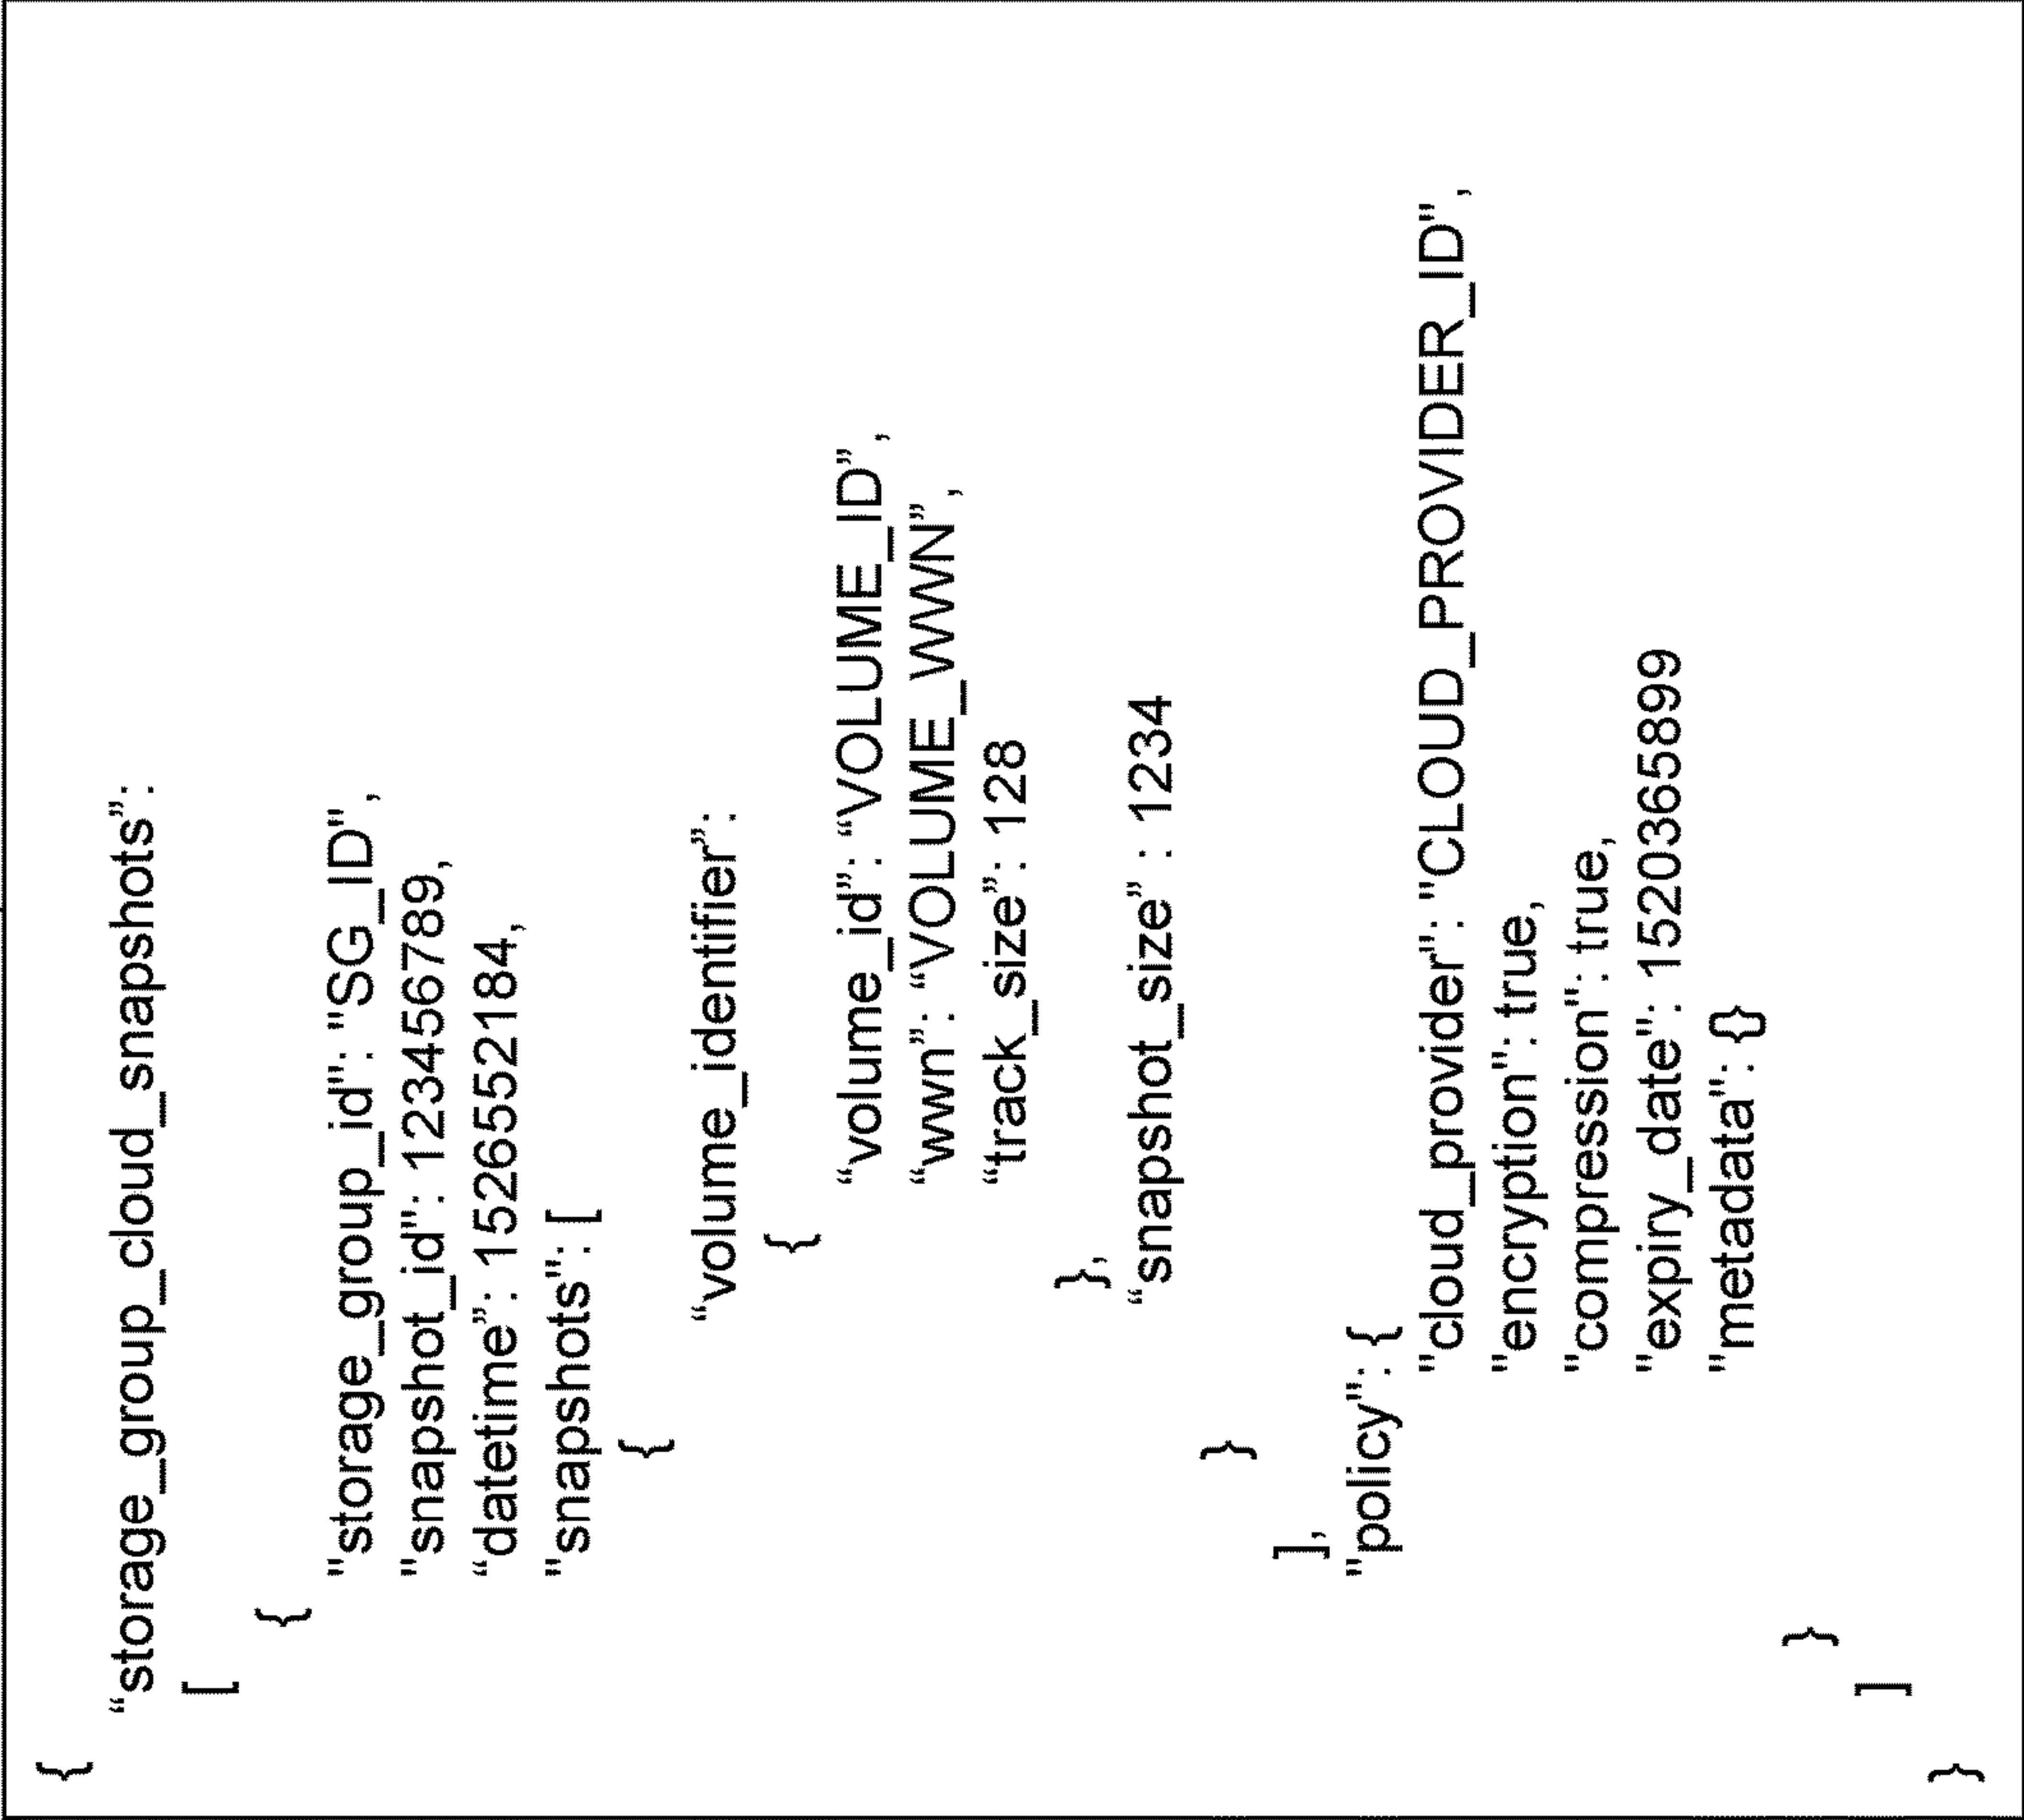 {
“storage_group_cloud_snapshots”:
[
{
"storage_group_id": "SG_ID",
"snapshot_id": 123456789,
“datetime”: 1526552184,
"snapshots": [
{
“volume_identifier”:
{
“volume_id”: “VOLUME_ID”,
“wwn”: “VOLUME_WWN”,
“track_size”: 128
},
“snapshot_size” : 1234
}
],
"policy": {
"cloud_provider": "CLOUD_PROVIDER_ID",
"encryption": true,
"compression": true,
"expiry_date": 1520365899
"metadata": {}
}
]
}